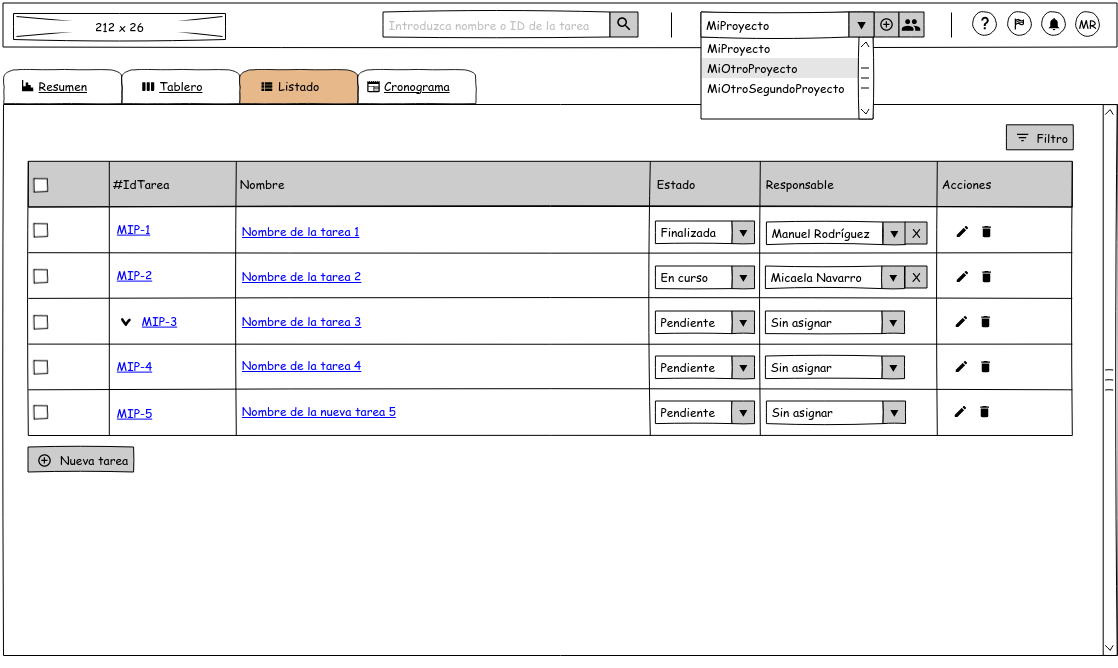 212 x 26
Introduzca nombre o ID de la tarea
MiProyecto
?
MR
MiProyecto
MiOtroProyecto
MiOtroSegundoProyecto
Resumen
Tablero
Listado
Cronograma
Filtro
#IdTarea Nombre Estado Responsable Acciones
MIP-1 Nombre de la tarea 1 Finalizada Manuel Rodríguez X
MIP-2 Nombre de la tarea 2 En curso Micaela Navarro X
MIP-3 Nombre de la tarea 3 Pendiente Sin asignar
MIP-4 Nombre de la tarea 4 Pendiente Sin asignar
MIP-5 Nombre de la nueva tarea 5 Pendiente Sin asignar
Nueva tarea